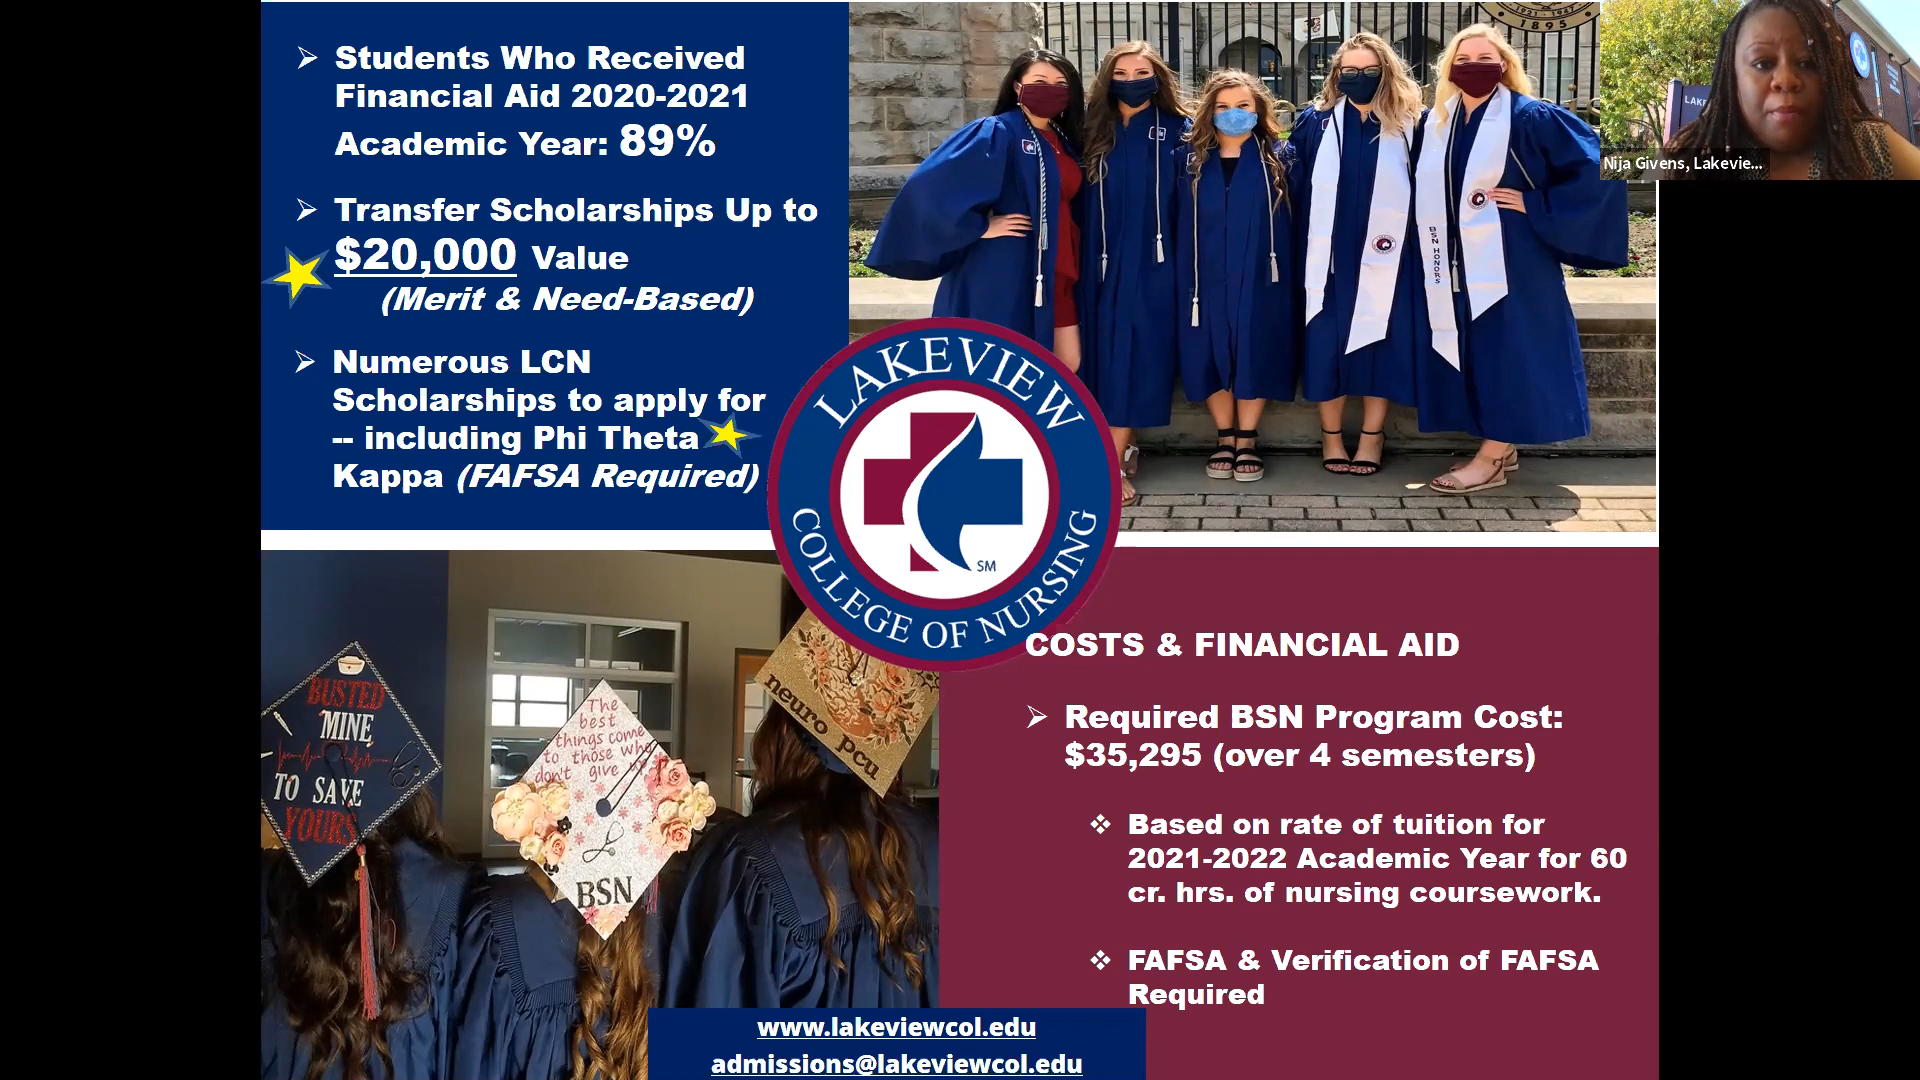 ➢ Students Who Received
Financial Aid 2020-2021
Academic Year: 89%
➢ Transfer Scholarships Up to
$20,000 Value
(Merit & Need-Based)
➢ Numerous LCN
Scholarships to apply for
-- including Phi Theta
Kappa (FAFSA Required)
1921-1947
1895
BSN HONORS
LAKE
Nija Givens, Lakevie...
LAKEVIEW
COLLEGE OF NURSING
SM
BUSTED
MINE
TO SAVE
YOURS
The
best
things come
to those who
don't give up
BSN
neuro pcu
COSTS & FINANCIAL AID
➢ Required BSN Program Cost:
$35,295 (over 4 semesters)
❖ Based on rate of tuition for
2021-2022 Academic Year for 60
cr. hrs. of nursing coursework.
❖ FAFSA & Verification of FAFSA
Required
www.lakeviewcol.edu
admissions@lakeviewcol.edu